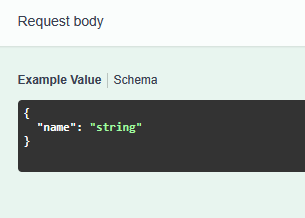 Request body
Example Value | Schema
{
  "name": "string"
}